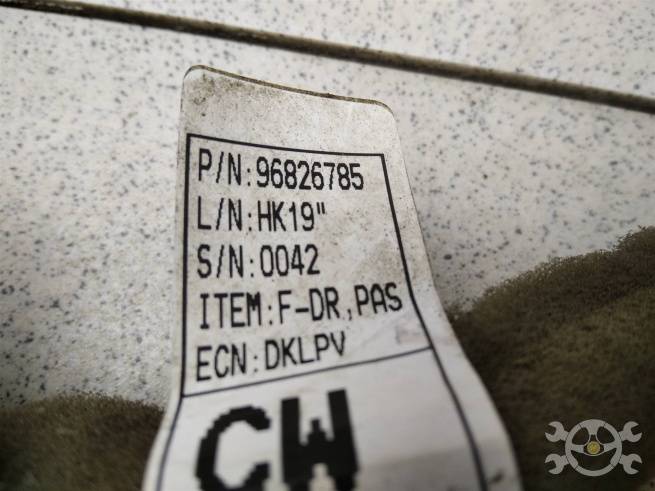 P/N:96826785
L/N:HK19"
S/N:0042
ITEM:F-DR,PAS
ECN:DKLPV
CW